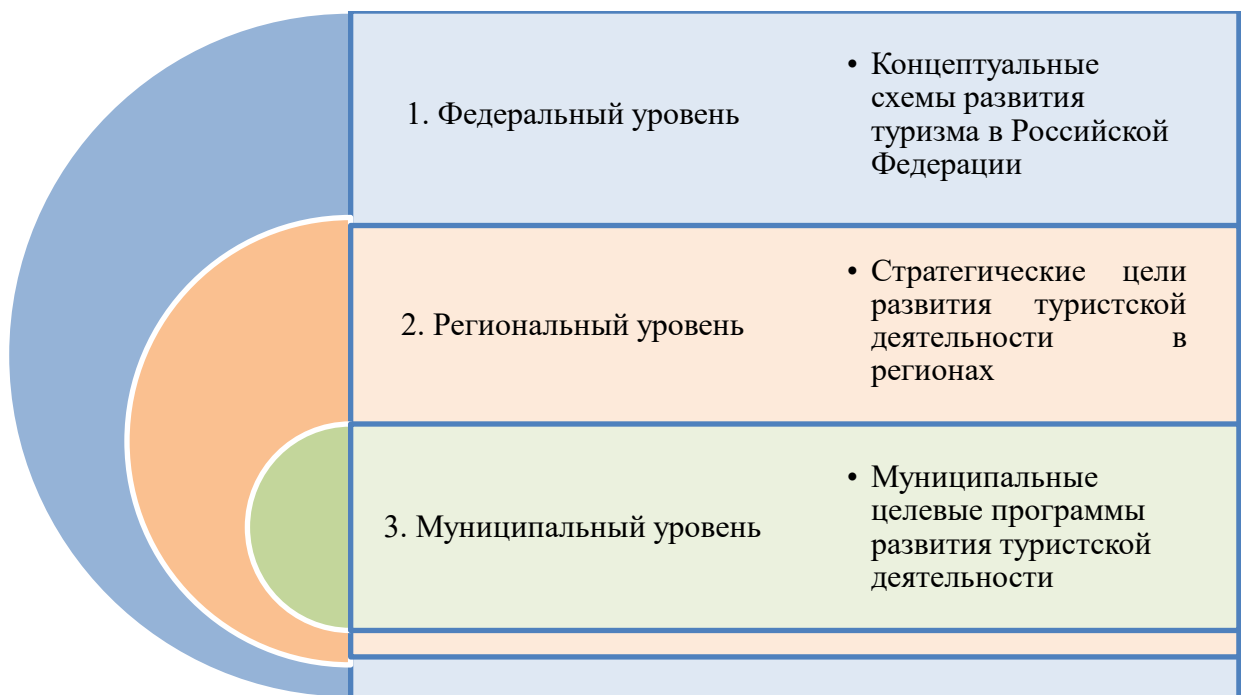 1. Федеральный уровень
• Концептуальные
схемы развития
туризма в Российской
Федерации
2. Региональный уровень
• Стратегические цели
развития туристской
деятельности в
регионах
3. Муниципальный уровень
• Муниципальные
целевые программы
развития туристской
деятельности